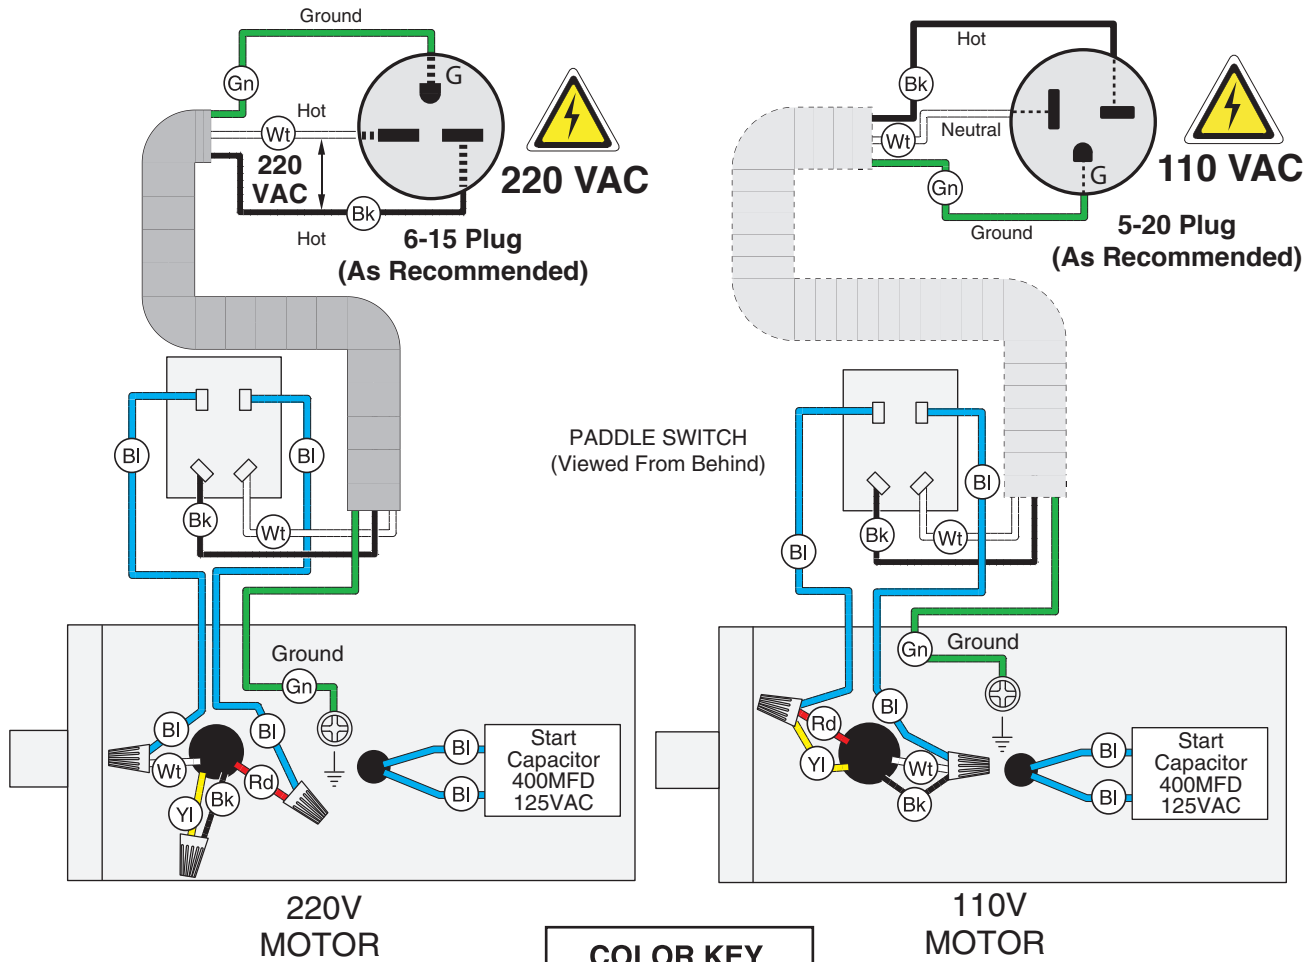 Ground
Gn
G
Hot
Wt
220
VAC
220 VAC
Bk
Hot
6-15 Plug
(As Recommended)
Bl
Bl
Bk
Wt
Ground
Gn
Bl
Bl
Wt
Rd
Bk
Yl
Bl
Bl
Start
Capacitor
400MFD
125VAC
220V
MOTOR
Hot
Bk
Wt
Neutral
G
Gn
Ground
110 VAC
5-20 Plug
(As Recommended)
PADDLE SWITCH
(Viewed From Behind)
Bl
Bl
Bk
Wt
Gn
Ground
Bl
Rd
Yl
Wt
Bk
Bl
Bl
Start
Capacitor
400MFD
125VAC
110V
MOTOR
COLOR KEY